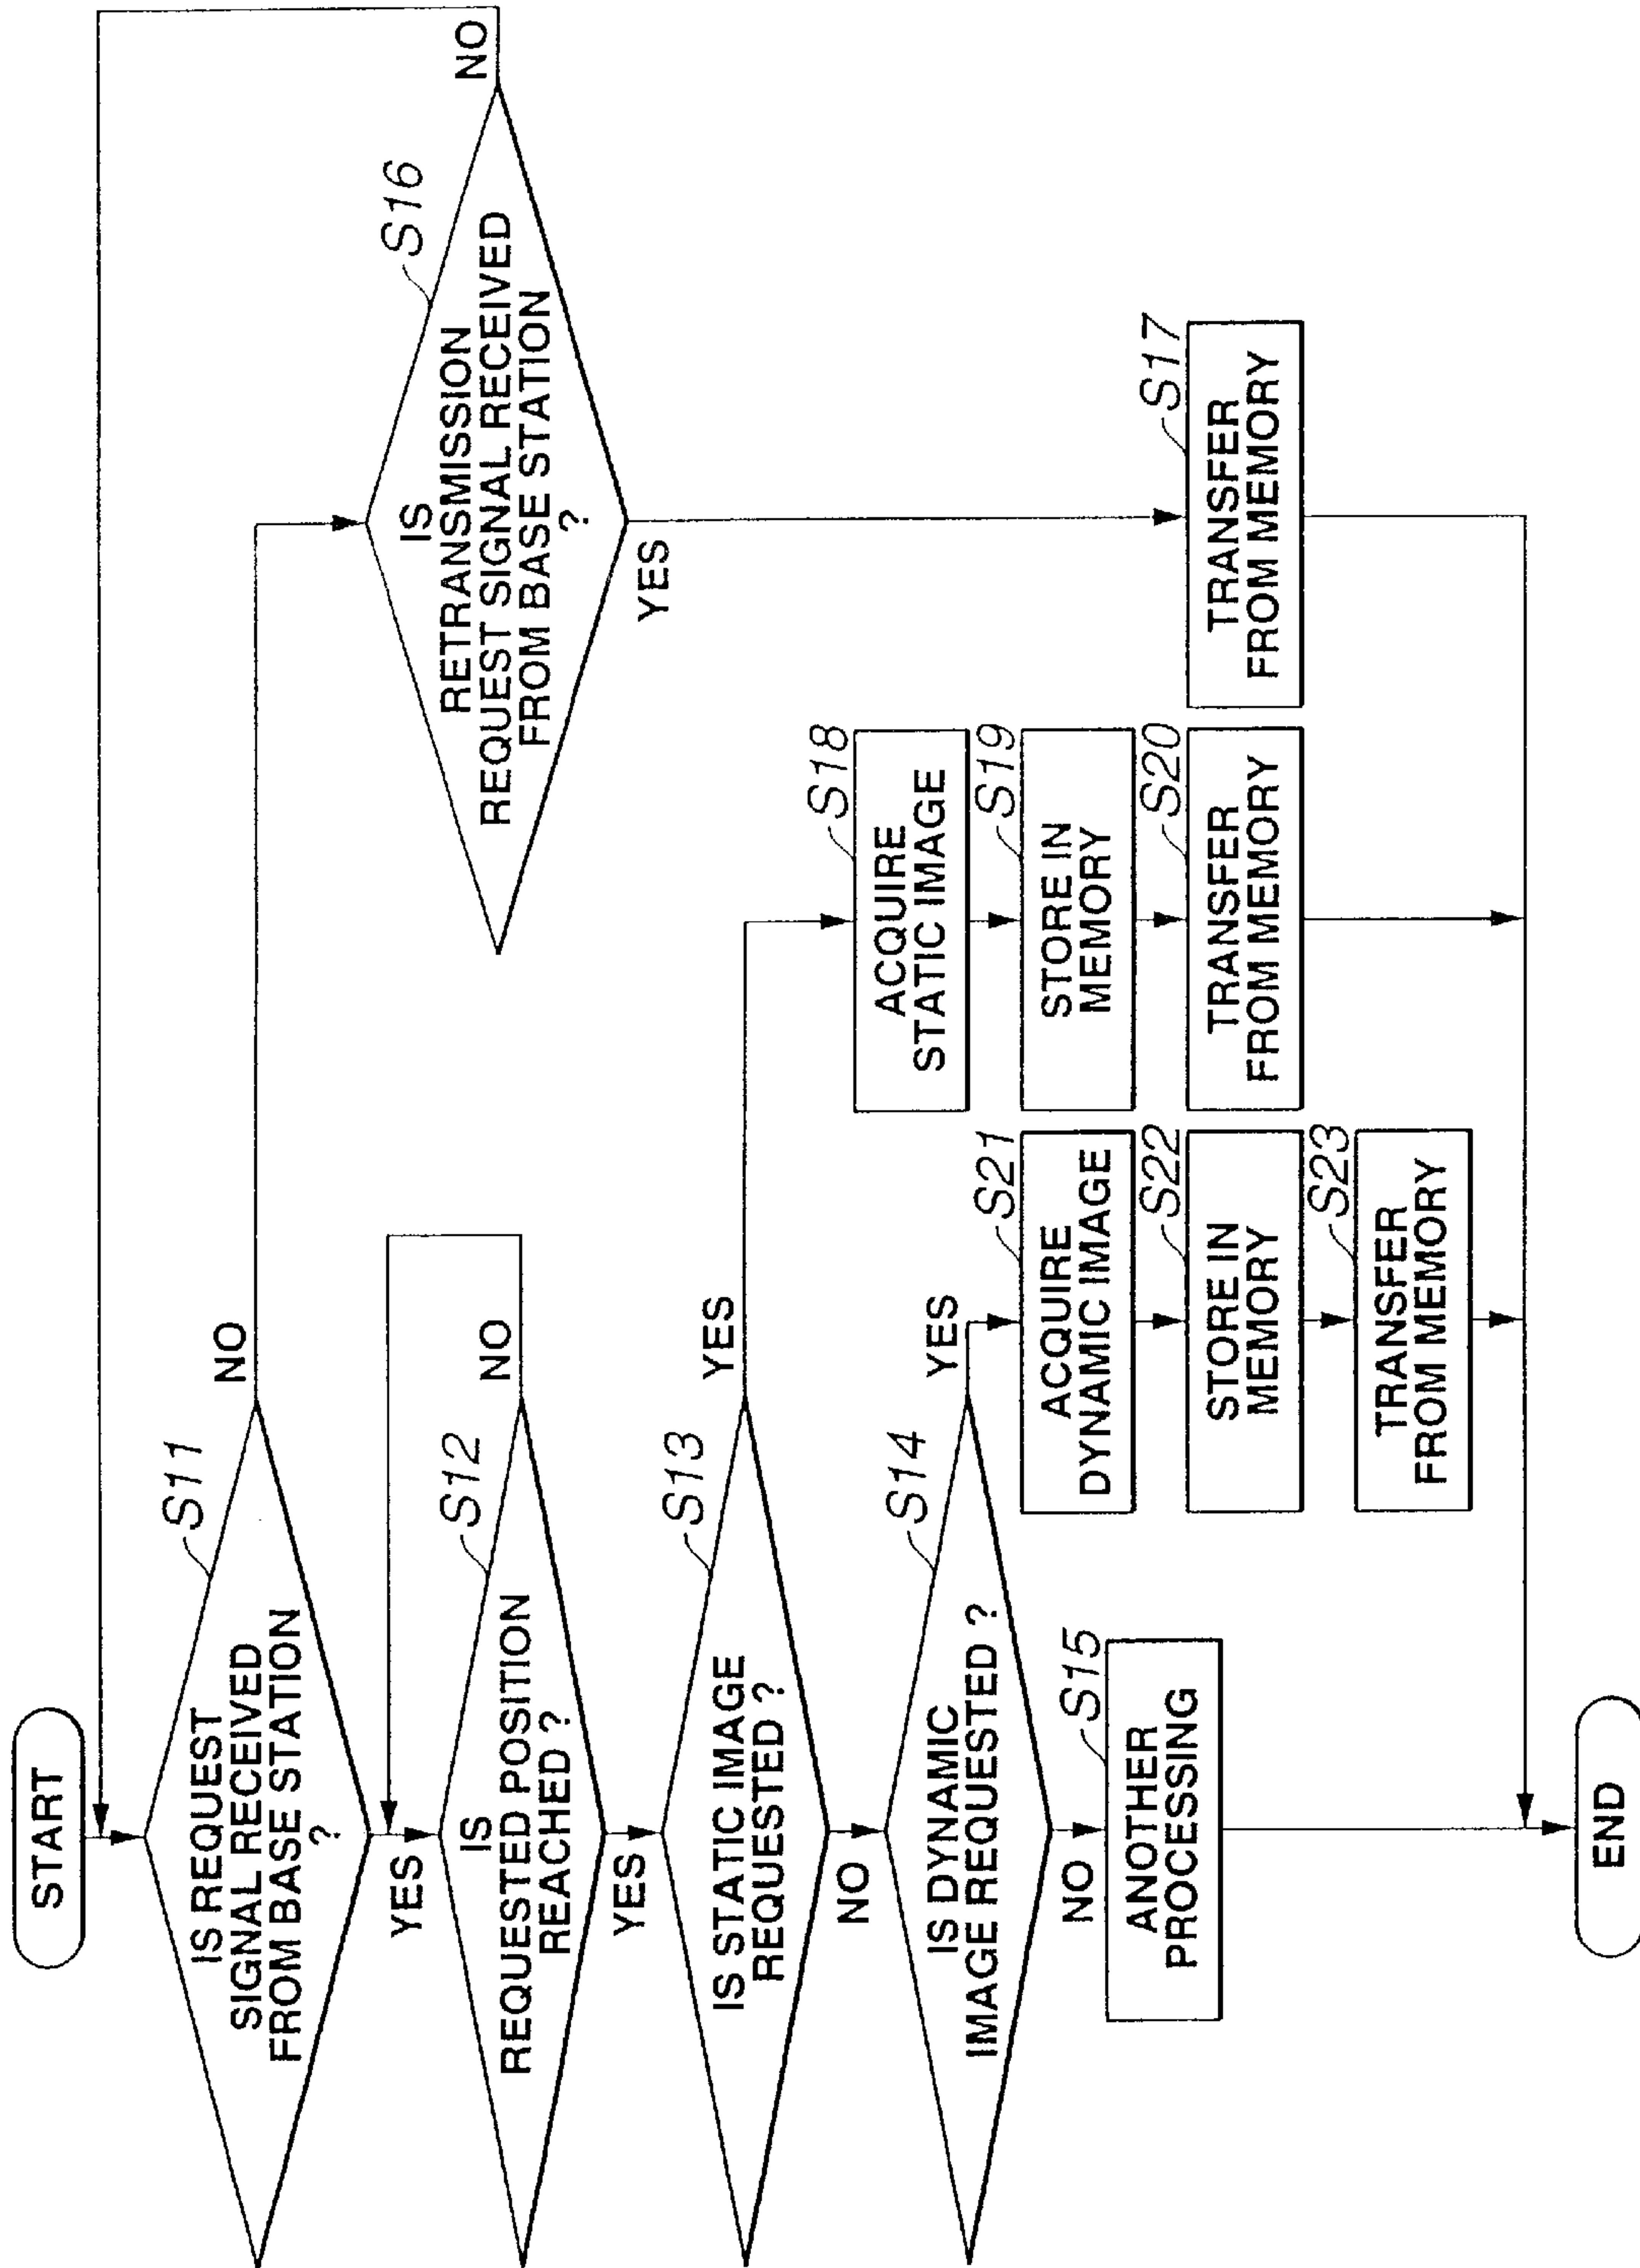 START
S11
IS REQUEST
SIGNAL RECEIVED
FROM BASE STATION
?
NO
YES
S12
IS
REQUESTED POSITION
REACHED ?
NO
YES
S13
IS STATIC IMAGE
REQUESTED ?
YES
NO
S14
IS DYNAMIC
IMAGE REQUESTED ?
YES
NO
S15
ANOTHER
PROCESSING
S16
IS
RETRANSMISSION
REQUEST SIGNAL RECEIVED
FROM BASE STATION
?
NO
YES
S17
TRANSFER
FROM MEMORY
S18
ACQUIRE
STATIC IMAGE
S19
STORE IN
MEMORY
S20
TRANSFER
FROM MEMORY
S21
ACQUIRE
DYNAMIC IMAGE
S22
STORE IN
MEMORY
S23
TRANSFER
FROM MEMORY
END